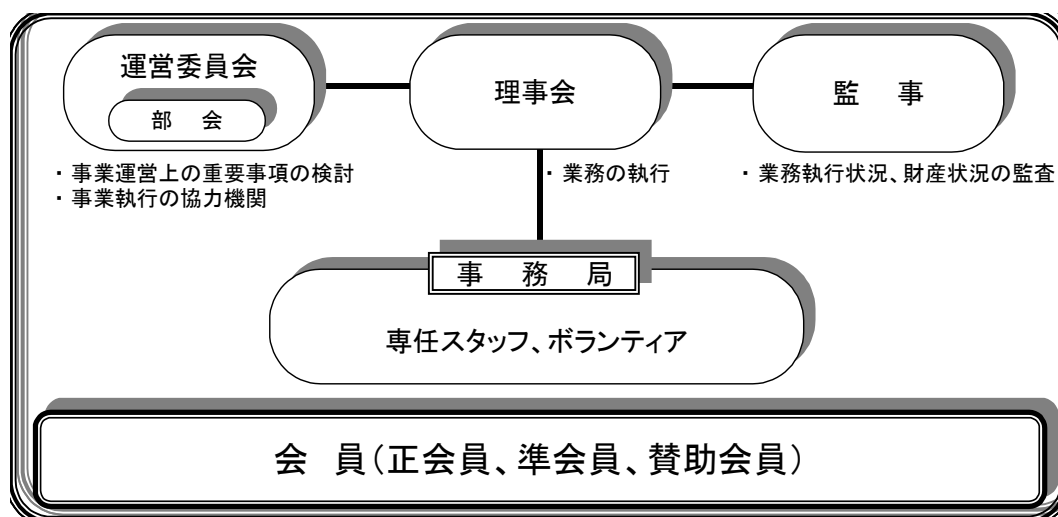 運営委員会
部 会
理事会
監 事
・事業運営上の重要事項の検討
・事業執行の協力機関
・業務の執行
・業務執行状況、財産状況の監査
事 務 局
専任スタッフ、ボランティア
会 員(正会員、準会員、賛助会員)